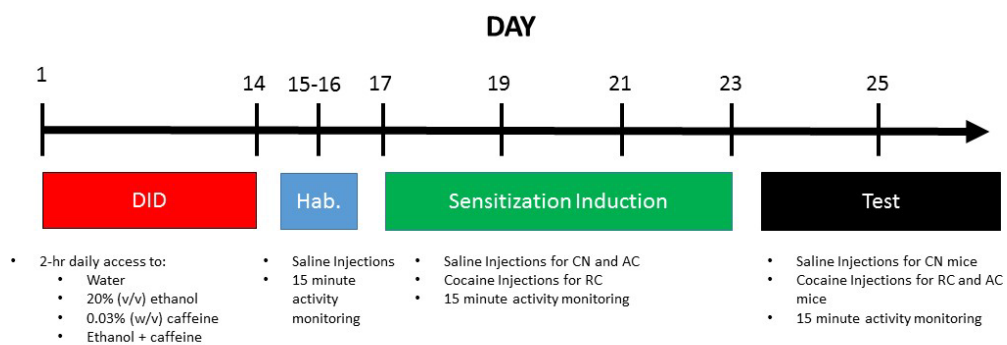 DAY
1
14
15-16
17
19
21
23
25
DID
Hab.
Sensitization Induction
Test
• 2-hr daily access to:
• Water
• 20% (v/v) ethanol
• 0.03% (w/v) caffeine
• Ethanol + caffeine
• Saline Injections
• 15 minute
activity
monitoring
• Saline Injections for CN and AC
• Cocaine Injections for RC
• 15 minute activity monitoring
• Saline Injections for CN mice
• Cocaine Injections for RC and AC
mice
• 15 minute activity monitoring